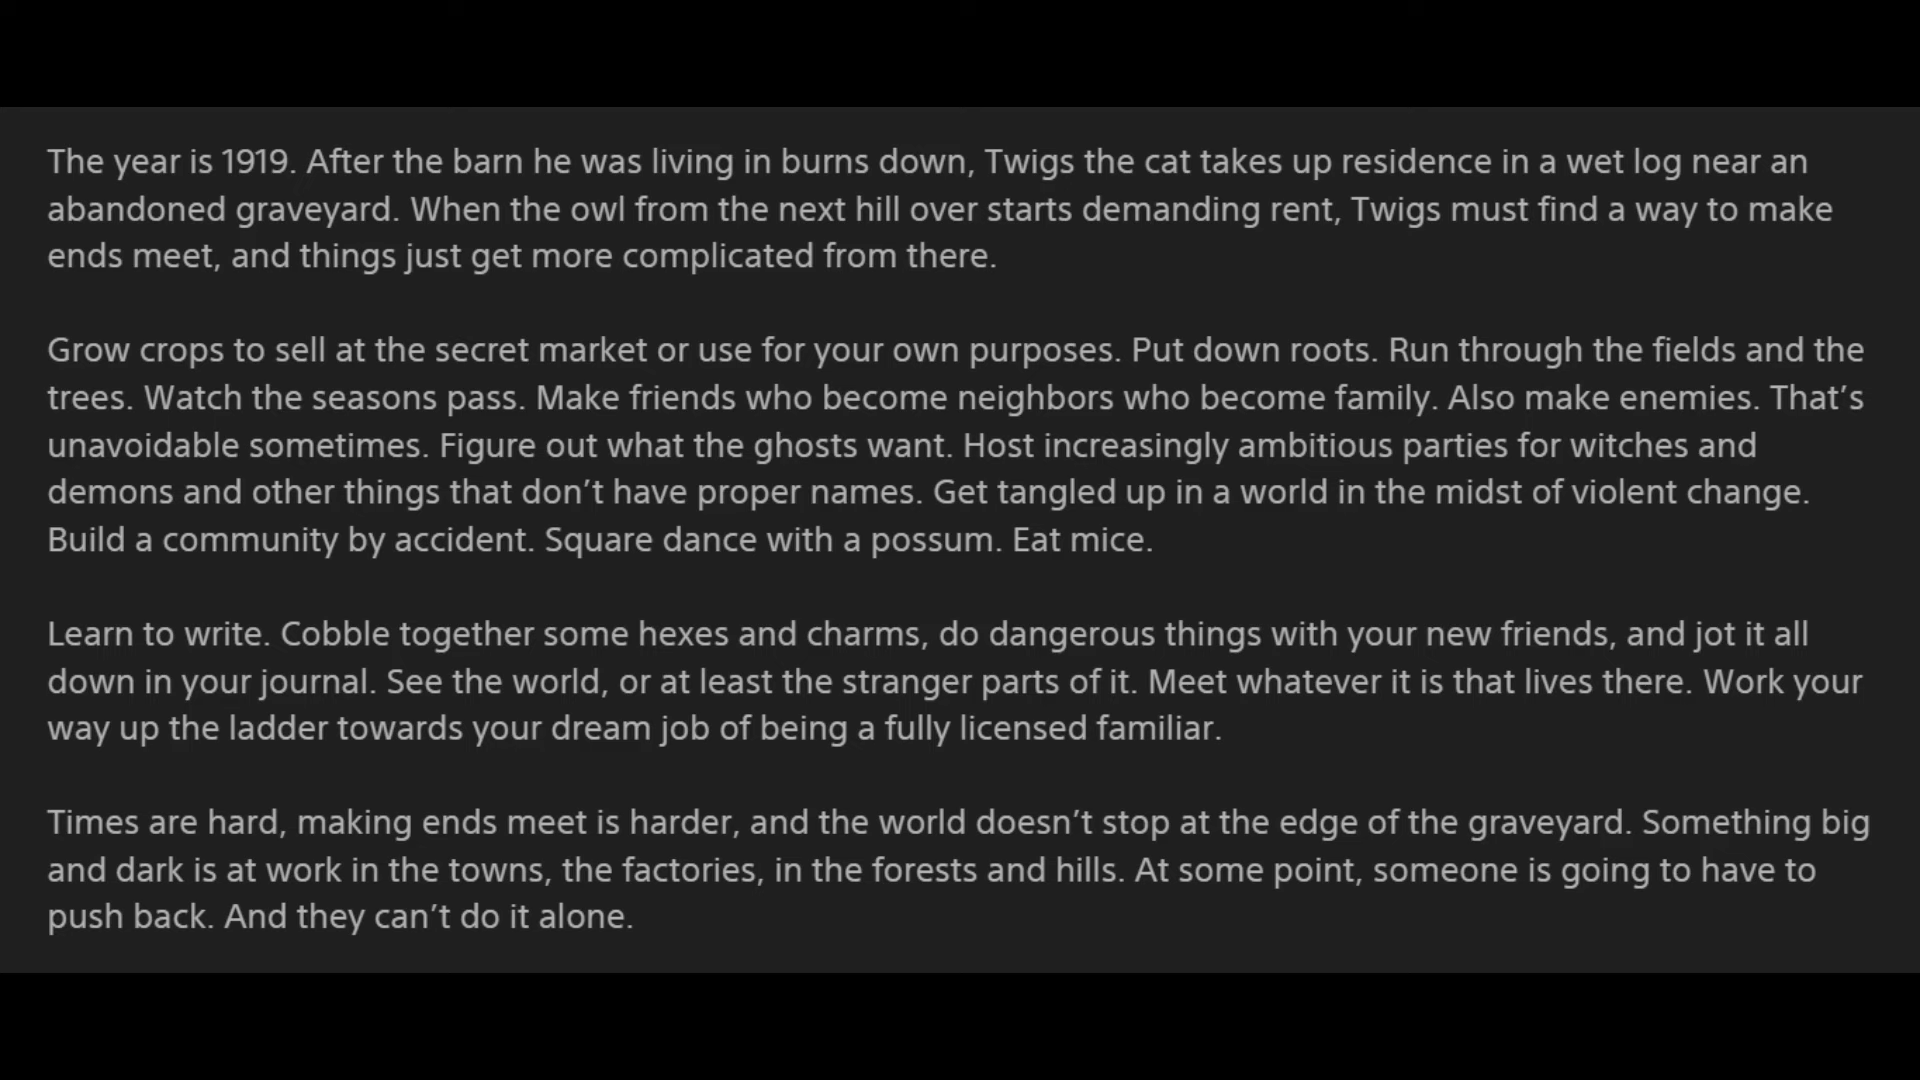 The year is 1919. After the barn he was living in burns down, Twigs the cat takes up residence in a wet log near an
abandoned graveyard. When the owl from the next hill over starts demanding rent, Twigs must find a way to make
ends meet, and things just get more complicated from there.
Grow crops to sell at the secret market or use for your own purposes. Put down roots. Run through the fields and the
trees. Watch the seasons pass. Make friends who become neighbors who become family. Also make enemies. That’s
unavoidable sometimes. Figure out what the ghosts want. Host increasingly ambitious parties for witches and
demons and other things that don’t have proper names. Get tangled up in a world in the midst of violent change.
Build a community by accident. Square dance with a possum. Eat mice.
Learn to write. Cobble together some hexes and charms, do dangerous things with your new friends, and jot it all
down in your journal. See the world, or at least the stranger parts of it. Meet whatever it is that lives there. Work your
way up the ladder towards your dream job of being a fully licensed familiar.
Times are hard, making ends meet is harder, and the world doesn’t stop at the edge of the graveyard. Something big
and dark is at work in the towns, the factories, in the forests and hills. At some point, someone is going to have to
push back. And they can’t do it alone.